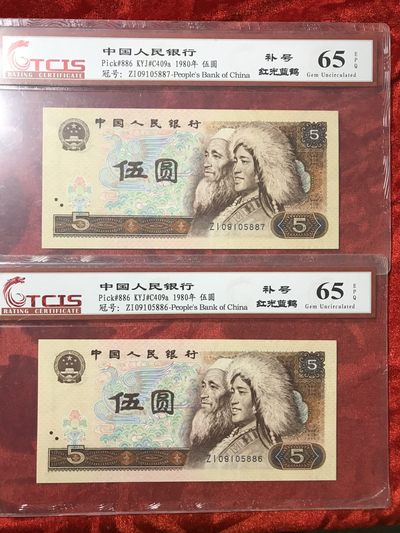 TCIS
RATING CERTIFICATE
中国人民银行
Pick#886 KYJ#C409a 1980年 伍圆
冠号: ZI09105887-People's Bank of China
补号
红光蓝鹤
65 EPQ
Gem Uncirculated
中国人民银行
5
伍圆
ZI09105887
5
5
TCIS
RATING CERTIFICATE
中国人民银行
Pick#886 KYJ#C409a 1980年 伍圆
冠号: ZI09105886-People's Bank of China
补号
红光蓝鹤
65 EPQ
Gem Uncirculated
中国人民银行
5
伍圆
ZI09105886
5
5